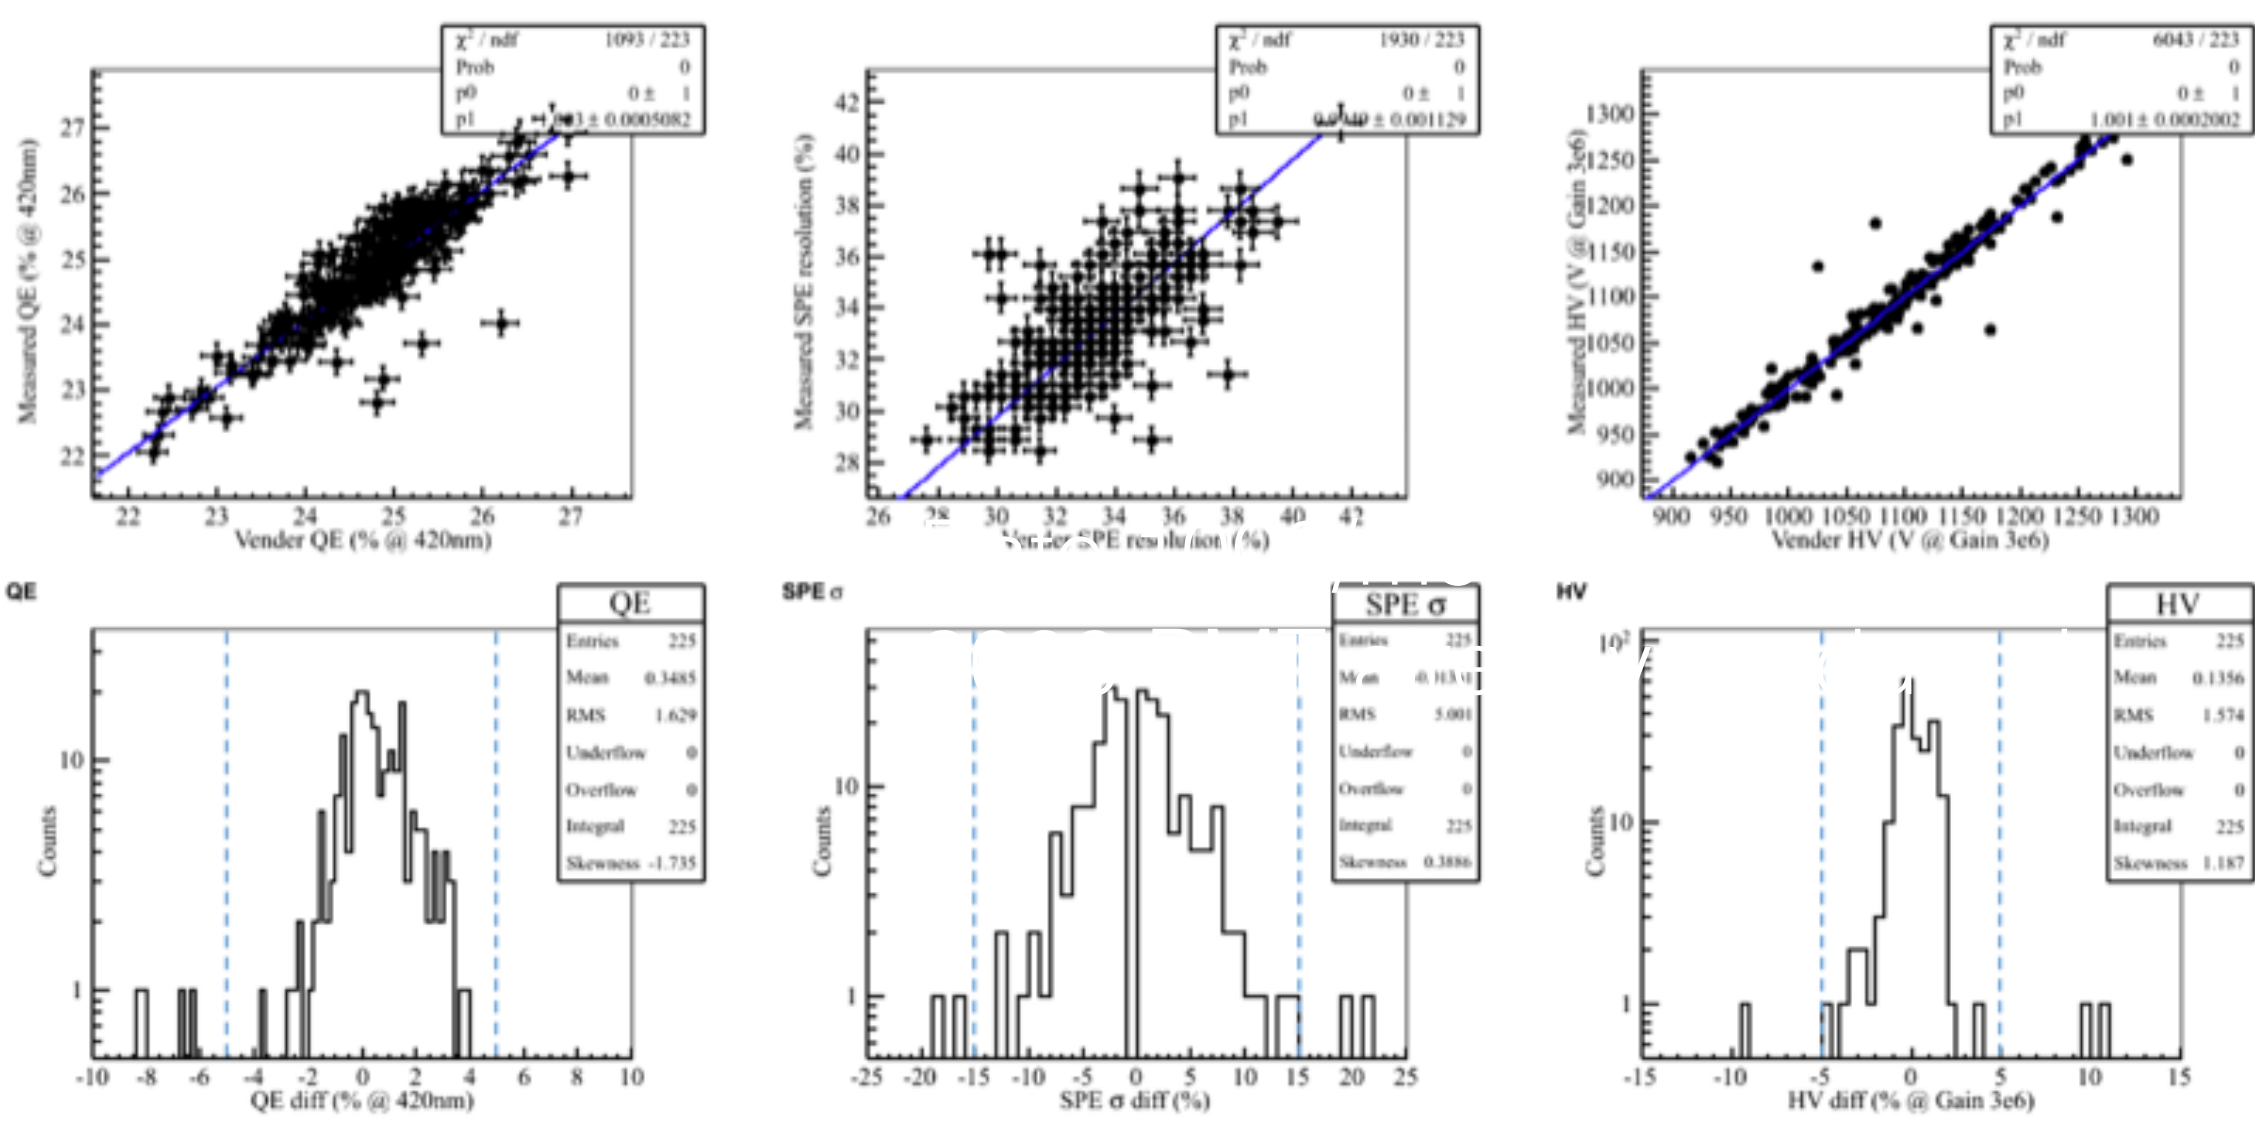 χ² / ndf 1093 / 223
Prob 0
p0 0 ± 1
p1 ± 0.0005082
27
26
25
24
23
22
Measured QE (% @ 420nm)
22 23 24 25 26 27
Vender QE (% @ 420nm)
χ² / ndf 1930 / 223
Prob 0
p0 0 ± 1
p1 ± 0.001129
42
40
38
36
34
32
30
28
Measured SPE resolution (%)
26 28 30 32 34 36 38 40 42
Vender SPE resolution (%)
χ² / ndf 6043 / 223
Prob 0
p0 0 ± 1
p1 1.001 ± 0.0002002
1300
1250
1200
1150
1100
1050
1000
950
900
Measured HV (V @ Gain 3e6)
900 950 1000 1050 1100 1150 1200 1250 1300
Vender HV (V @ Gain 3e6)
QE
QE
Entries 225
Mean 0.3485
RMS 1.629
Underflow 0
Overflow 0
Integral 225
Skewness -1.735
10
1
Counts
-10 -8 -6 -4 -2 0 2 4 6 8 10
QE diff (% @ 420nm)
SPE σ
SPE σ
Entries 225
Mean
RMS 5.001
Underflow 0
Overflow 0
Integral 225
Skewness 0.3886
10
1
Counts
-25 -20 -15 -10 -5 0 5 10 15 20 25
SPE σ diff (%)
HV
HV
Entries 225
Mean 0.1356
RMS 1.574
Underflow 0
Overflow 0
Integral 225
Skewness 1.187
10²
10
1
Counts
-15 -10 -5 0 5 10 15
HV diff (% @ Gain 3e6)